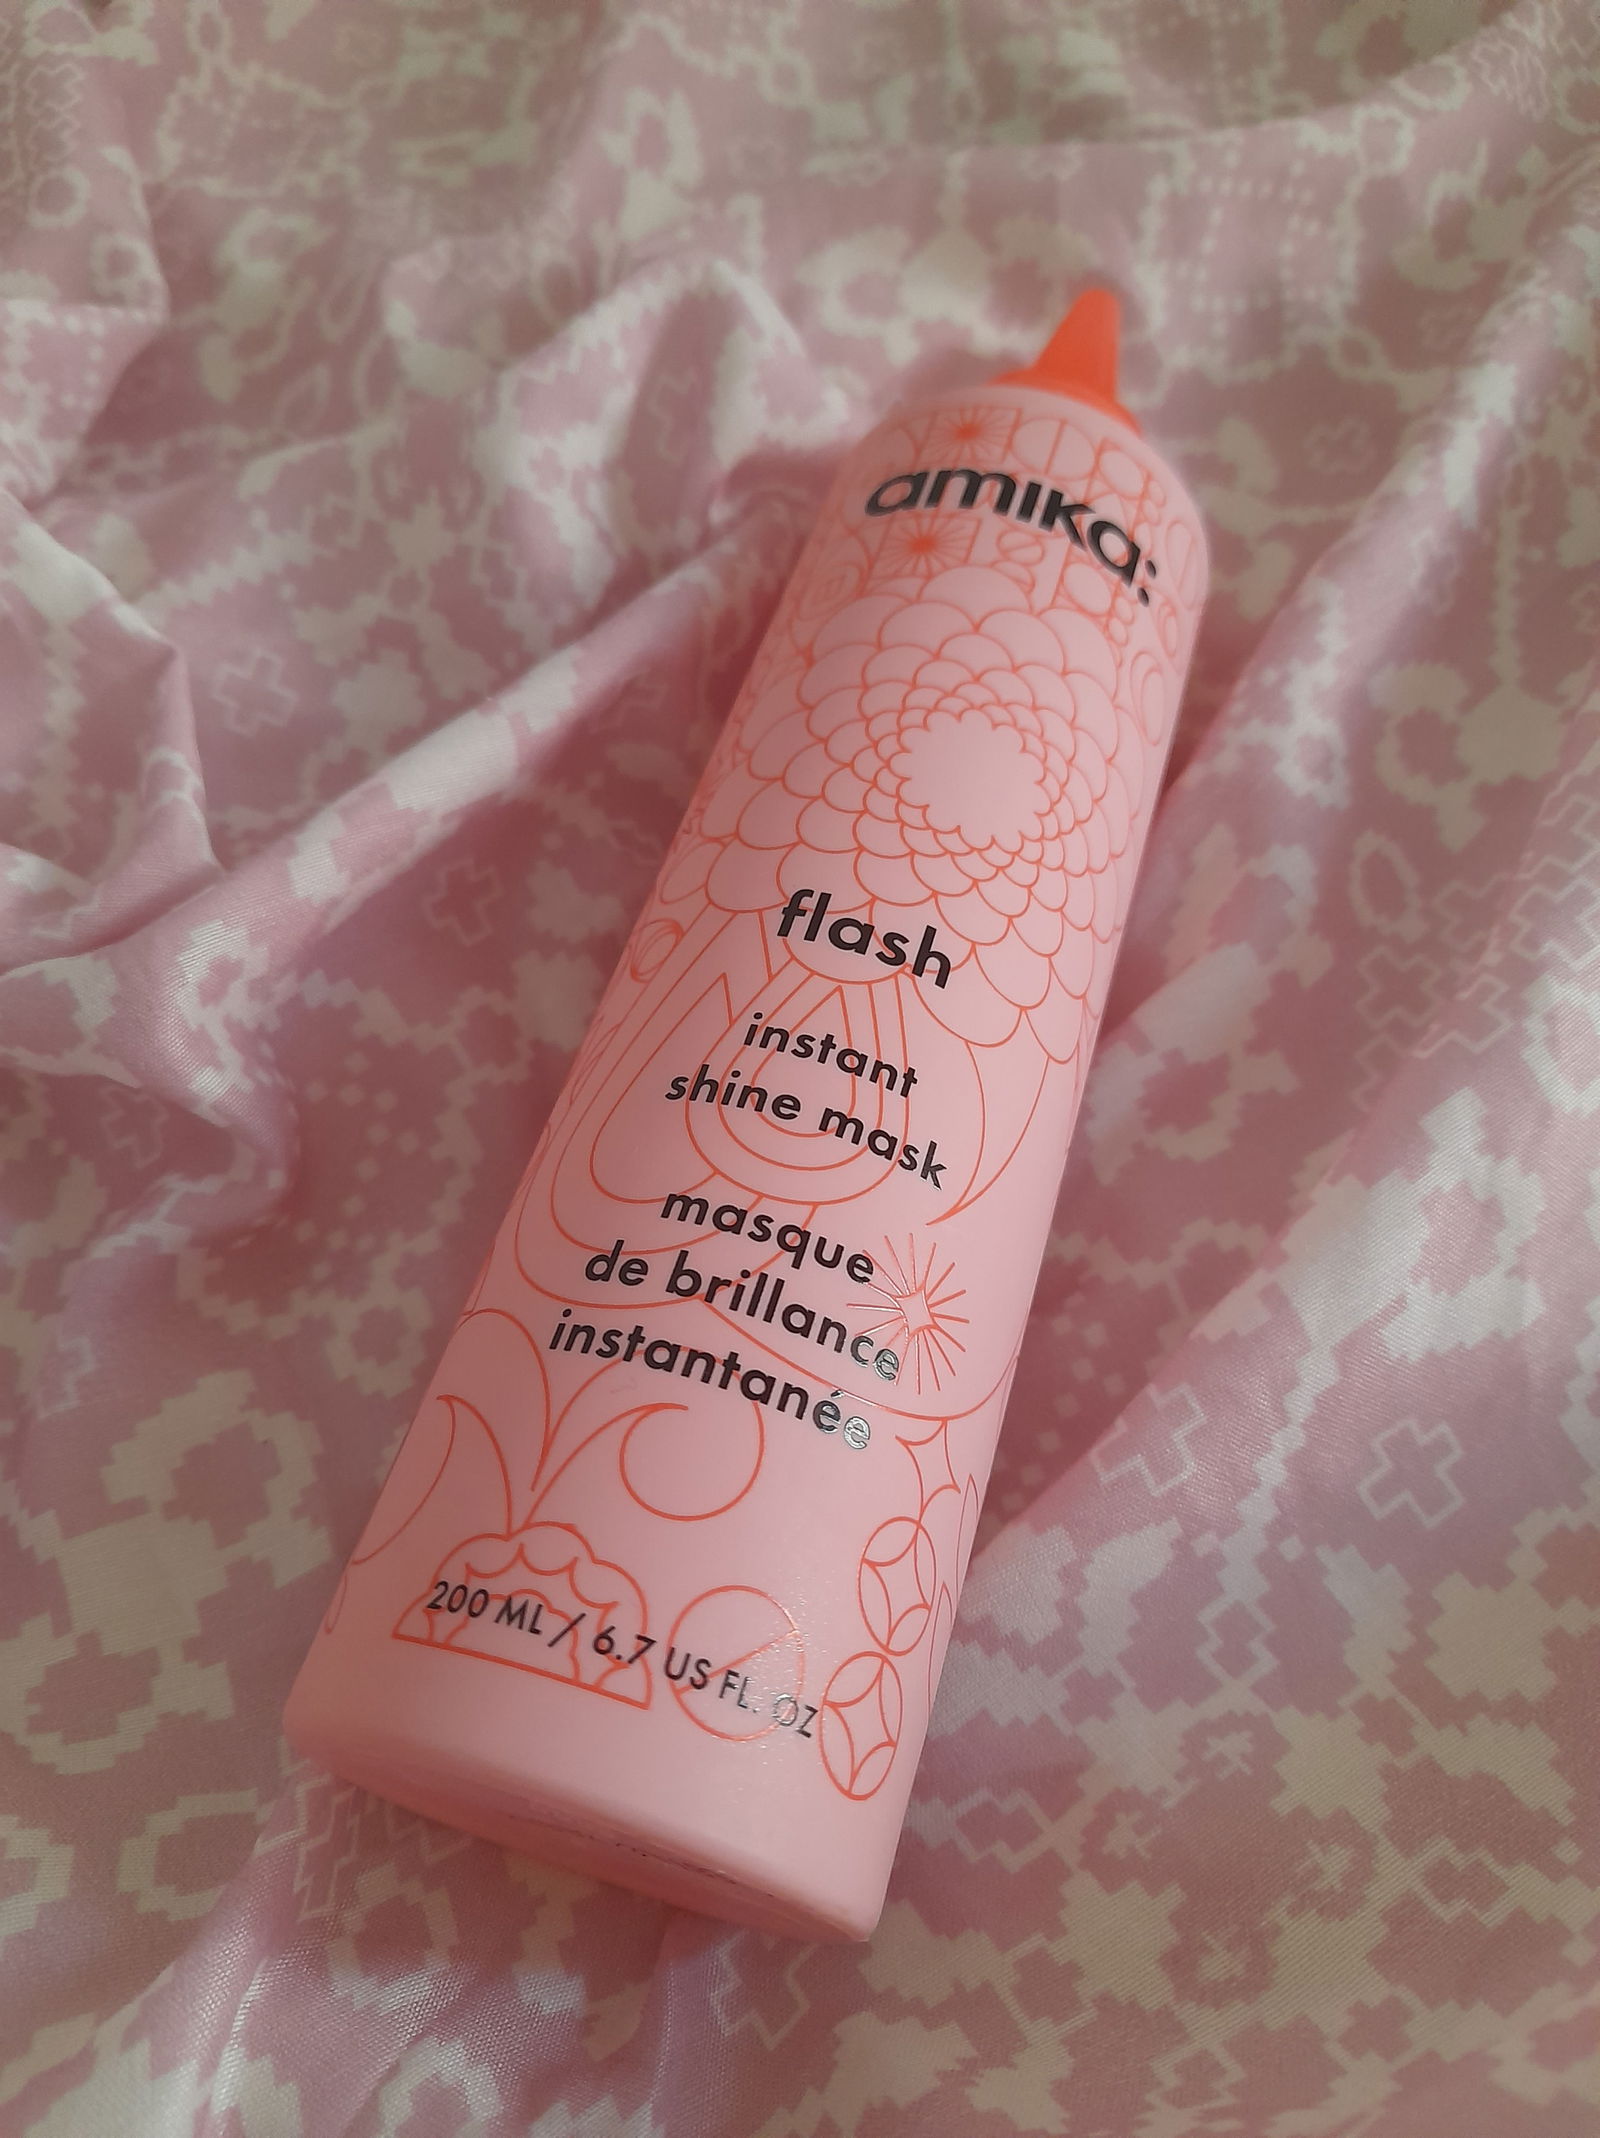 amika:
flash
instant
shine mask
masque
de brillance
instantanée
200 ML / 6.7 US FL. OZ